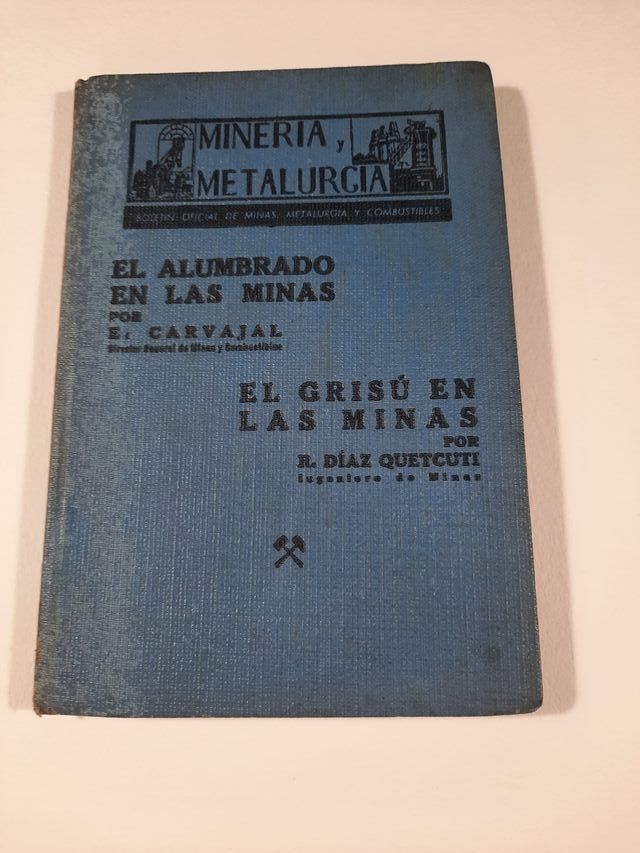 MINERIA y
METALURGIA
BOLETIN OFICIAL DE MINAS, METALURGIA Y COMBUSTIBLES
EL ALUMBRADO
EN LAS MINAS
POR
E. CARVAJAL
Director General de Minas y Combustibles
EL GRISÚ EN
LAS MINAS
POR
R. DÍAZ QUETCUTI
Ingeniero de Minas